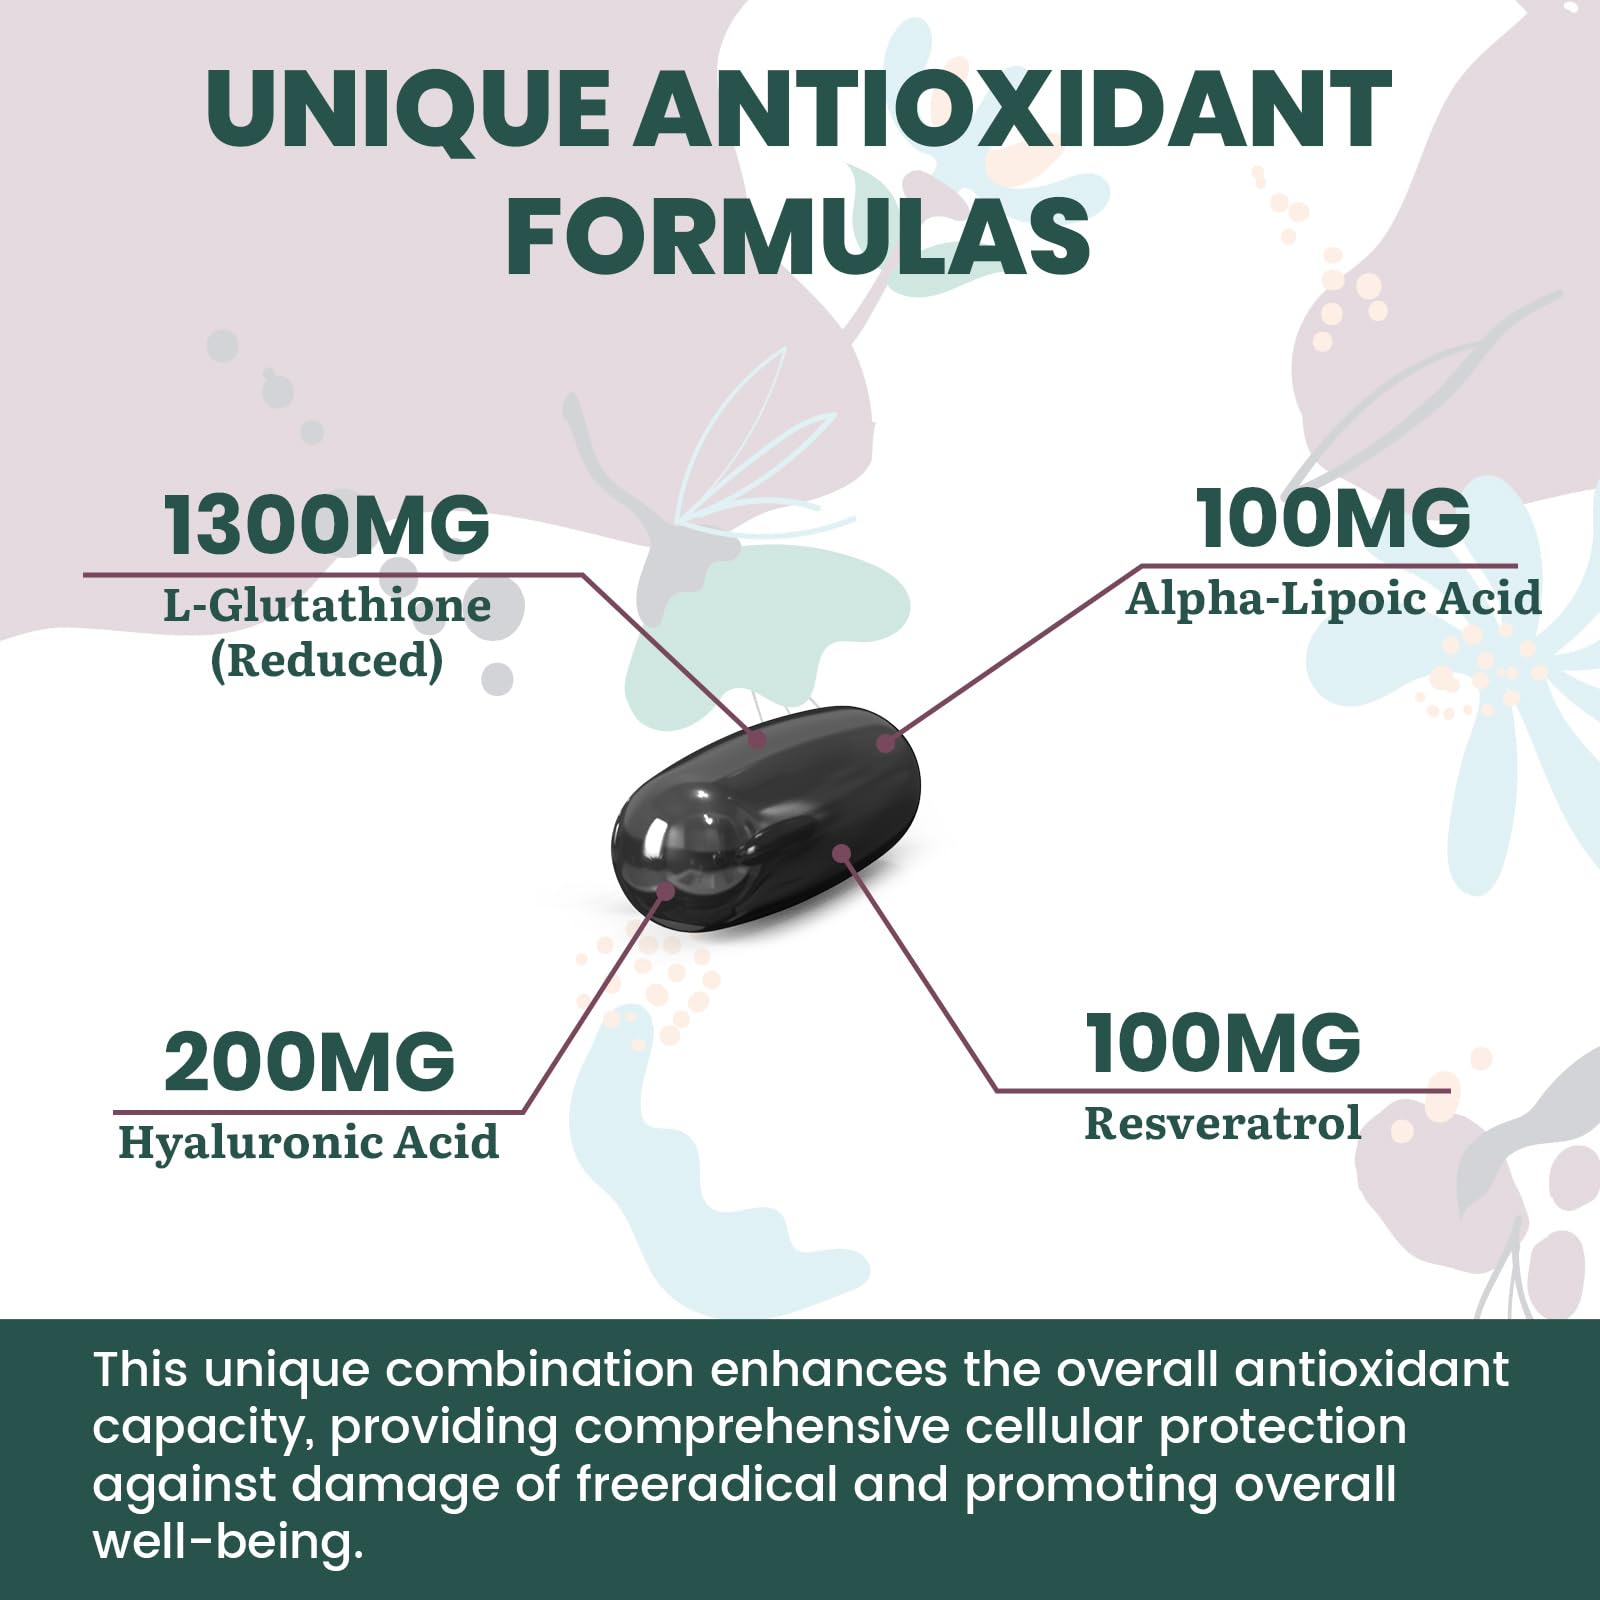 UNIQUE ANTIOXIDANT
FORMULAS
1300MG
L-Glutathione
(Reduced)
100MG
Alpha-Lipoic Acid
200MG
Hyaluronic Acid
100MG
Resveratrol
This unique combination enhances the overall antioxidant
capacity, providing comprehensive cellular protection
against damage of freeradical and promoting overall
well-being.